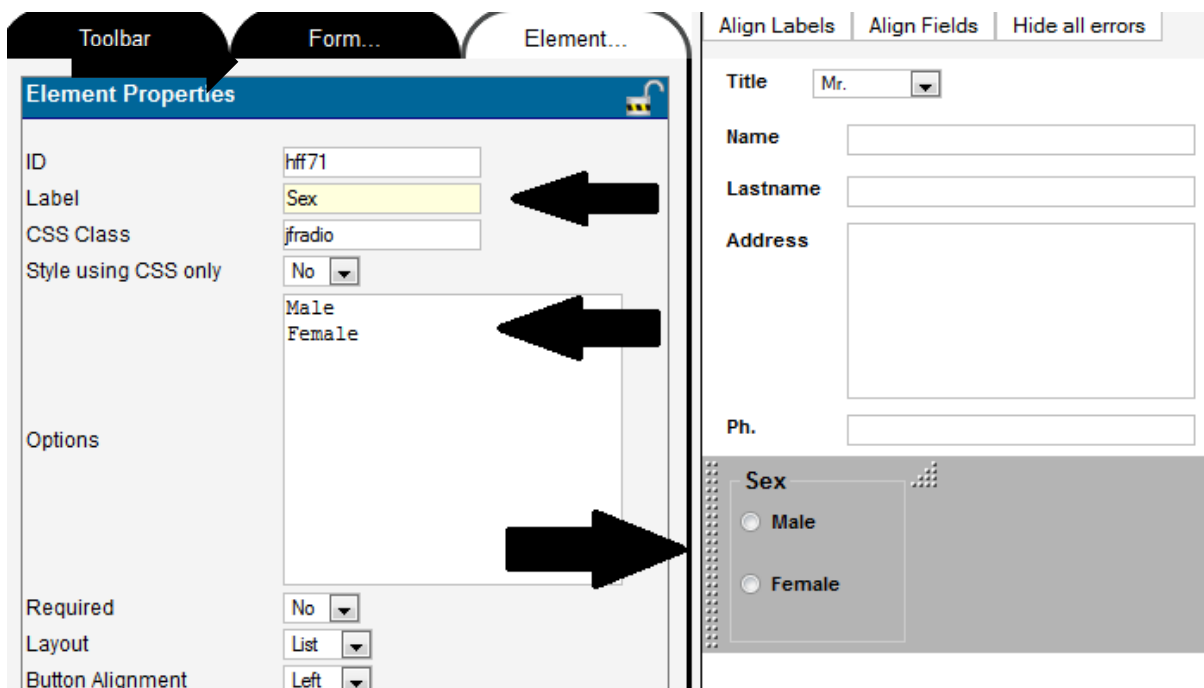 Toolbar
Form...
Element...
Element Properties
ID
hff71
Label
Sex
CSS Class
jfradio
Style using CSS only
No
Options
Male
Female
Required
No
Layout
List
Button Alignment
Left
Align Labels
Align Fields
Hide all errors
Title
Mr.
Name
Lastname
Address
Ph.
Sex
Male
Female